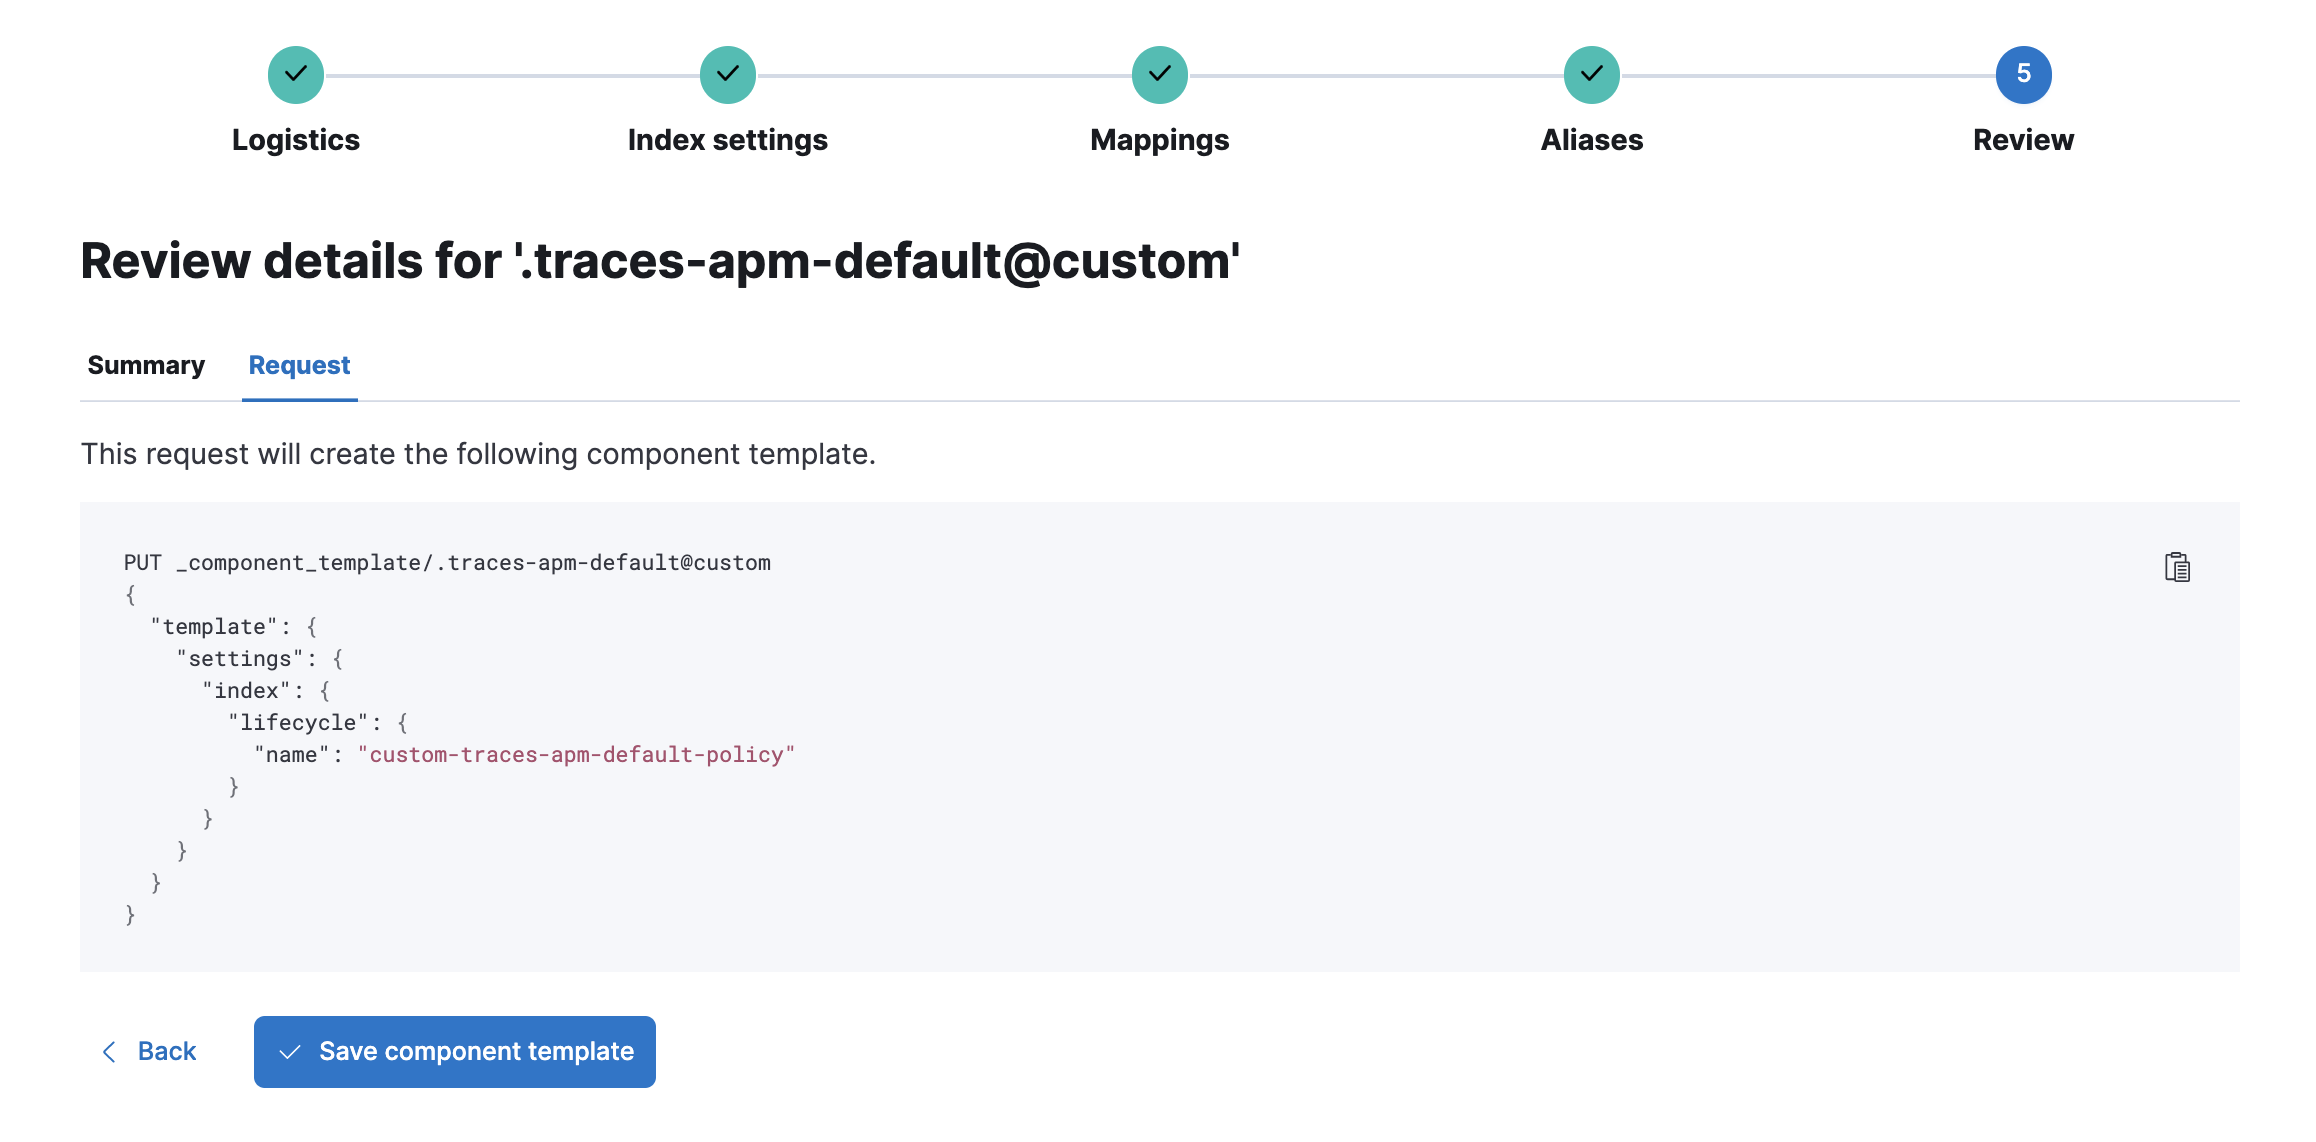 5
Logistics Index settings Mappings Aliases Review
Review details for '.traces-apm-default@custom'
Summary Request
This request will create the following component template.
PUT _component_template/.traces-apm-default@custom
{
  "template": {
    "settings": {
      "index": {
        "lifecycle": {
          "name": "custom-traces-apm-default-policy"
        }
      }
    }
  }
}
Back Save component template